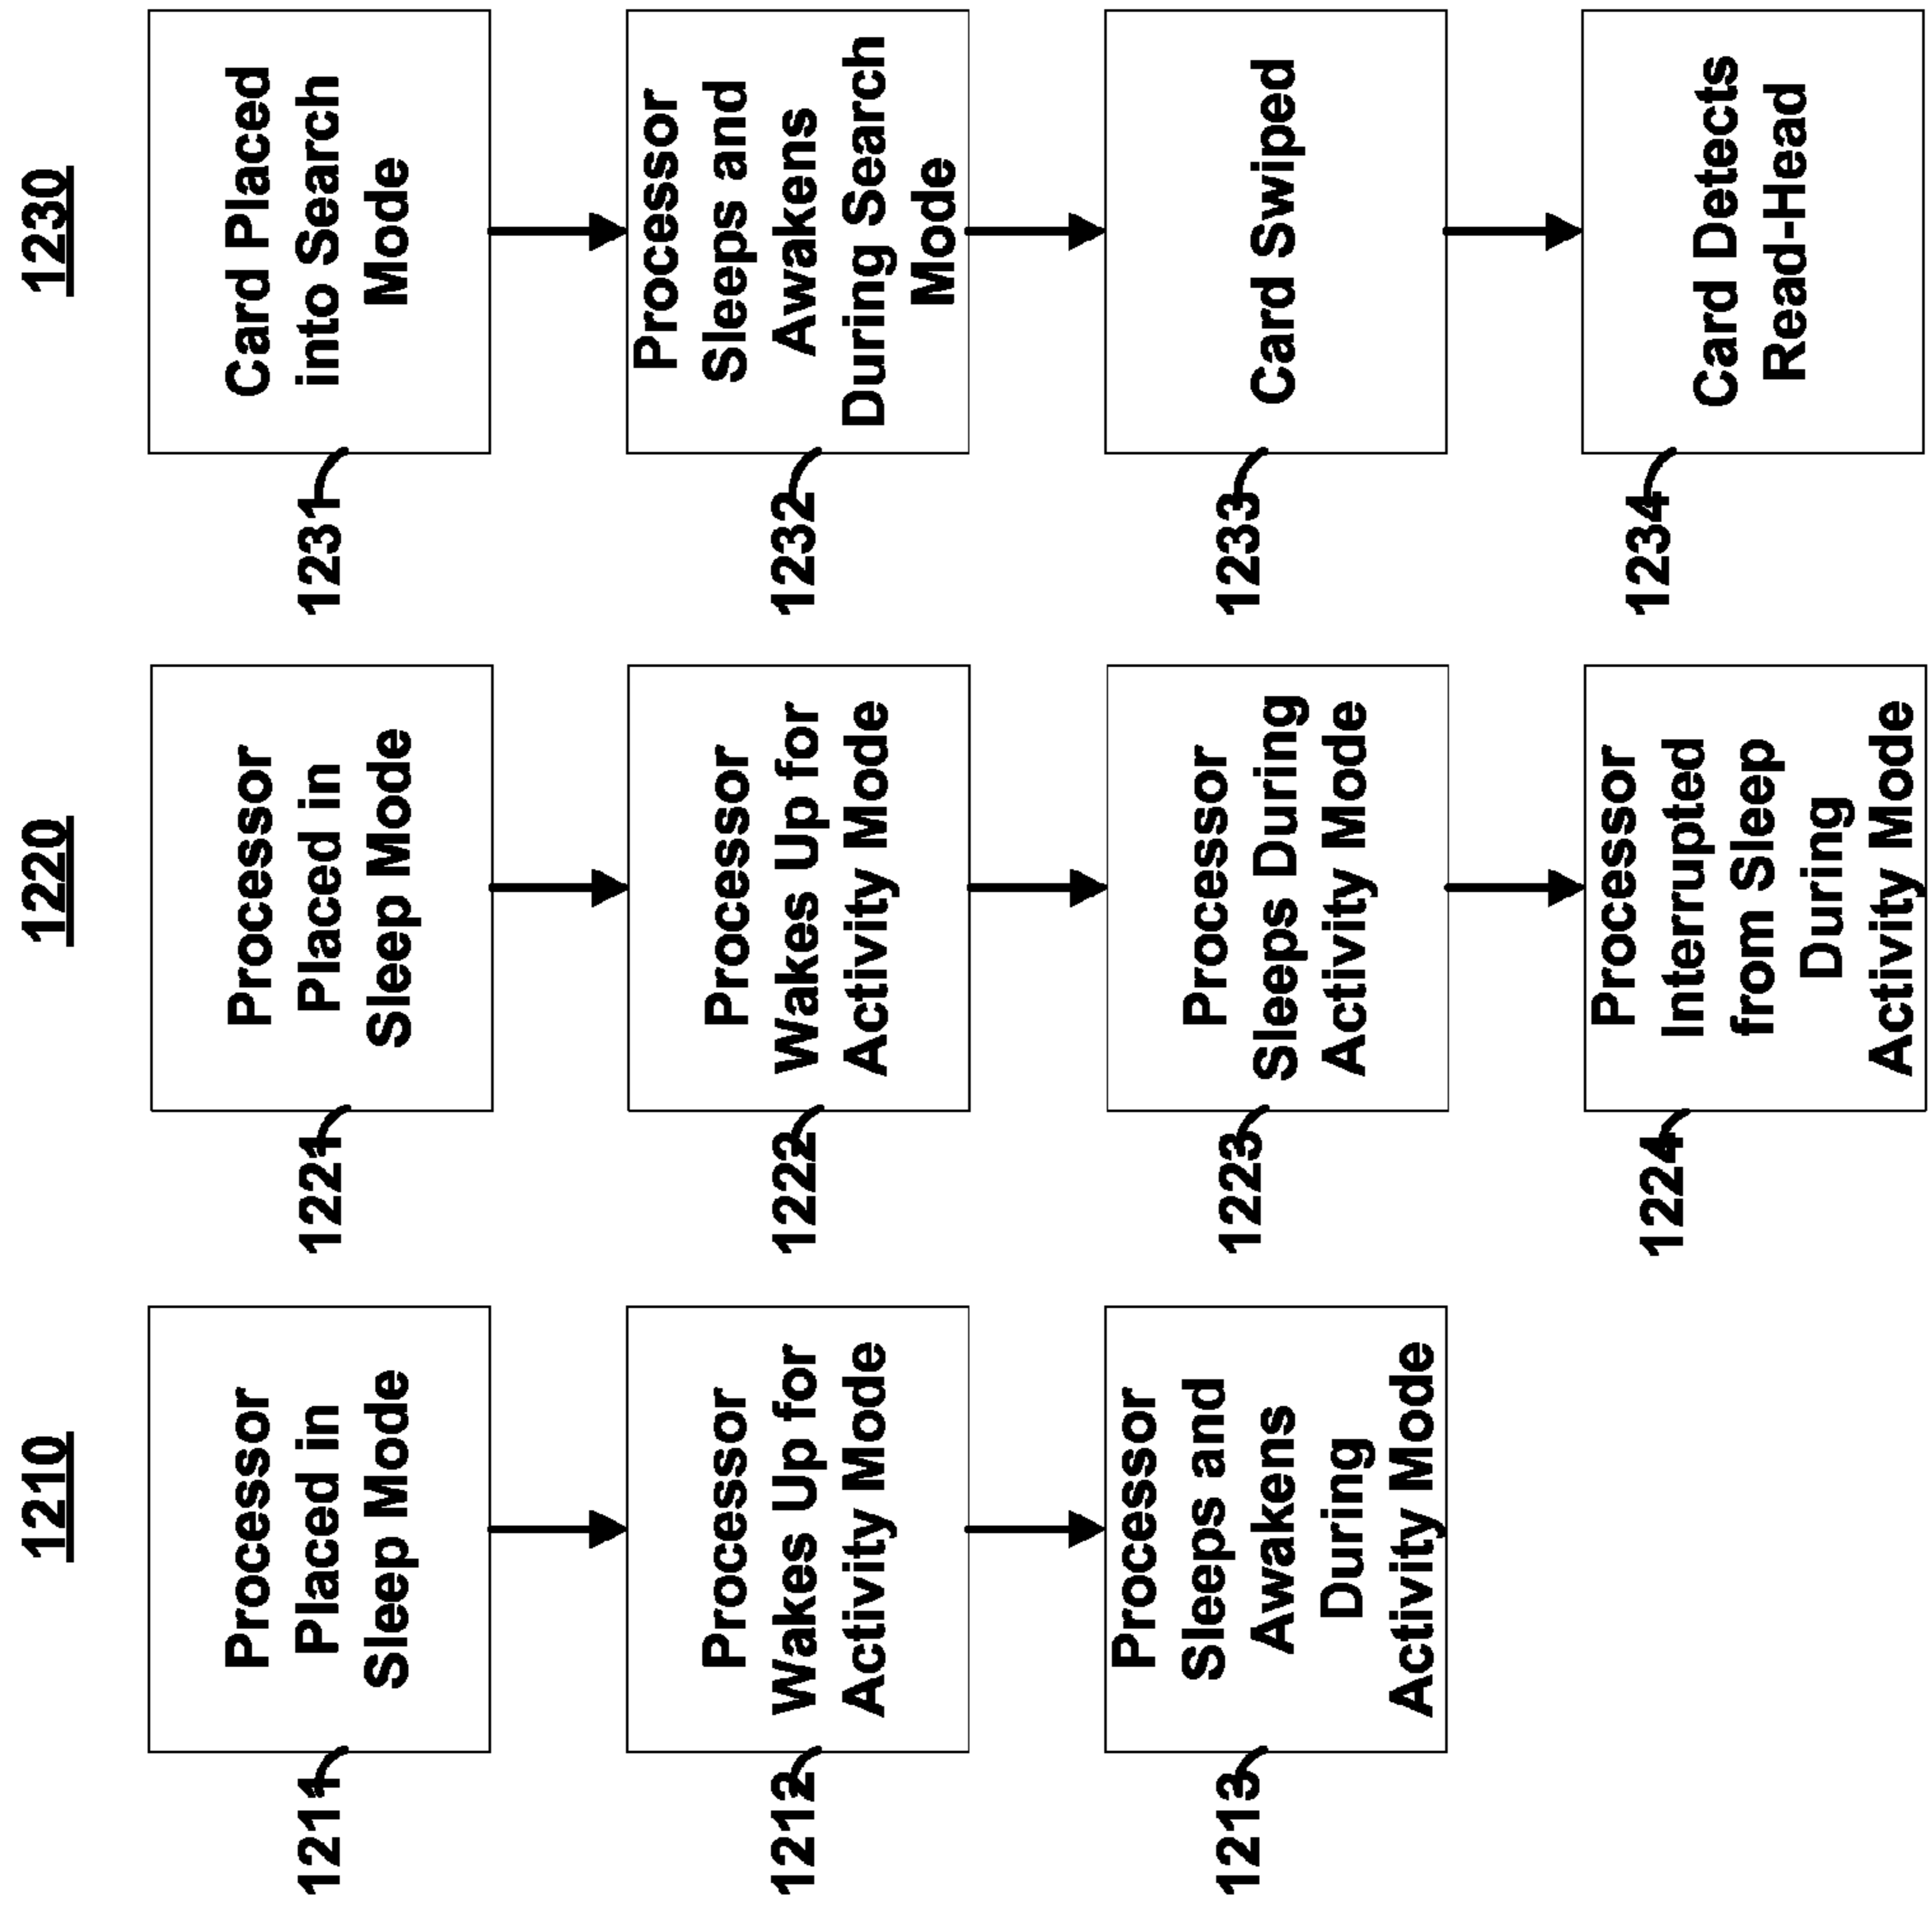 1210
1211
Processor
Placed in
Sleep Mode
1212
Processor
Wakes Up for
Activity Mode
1213
Processor
Sleeps and
Awakens
During
Activity Mode
1220
1221
Processor
Placed in
Sleep Mode
1222
Processor
Wakes Up for
Activity Mode
1223
Processor
Sleeps During
Activity Mode
1224
Processor
Interrupted
from Sleep
During
Activity Mode
1230
1231
Card Placed
into Search
Mode
1232
Processor
Sleeps and
Awakens
During Search
Mode
1233
Card Swiped
1234
Card Detects
Read-Head